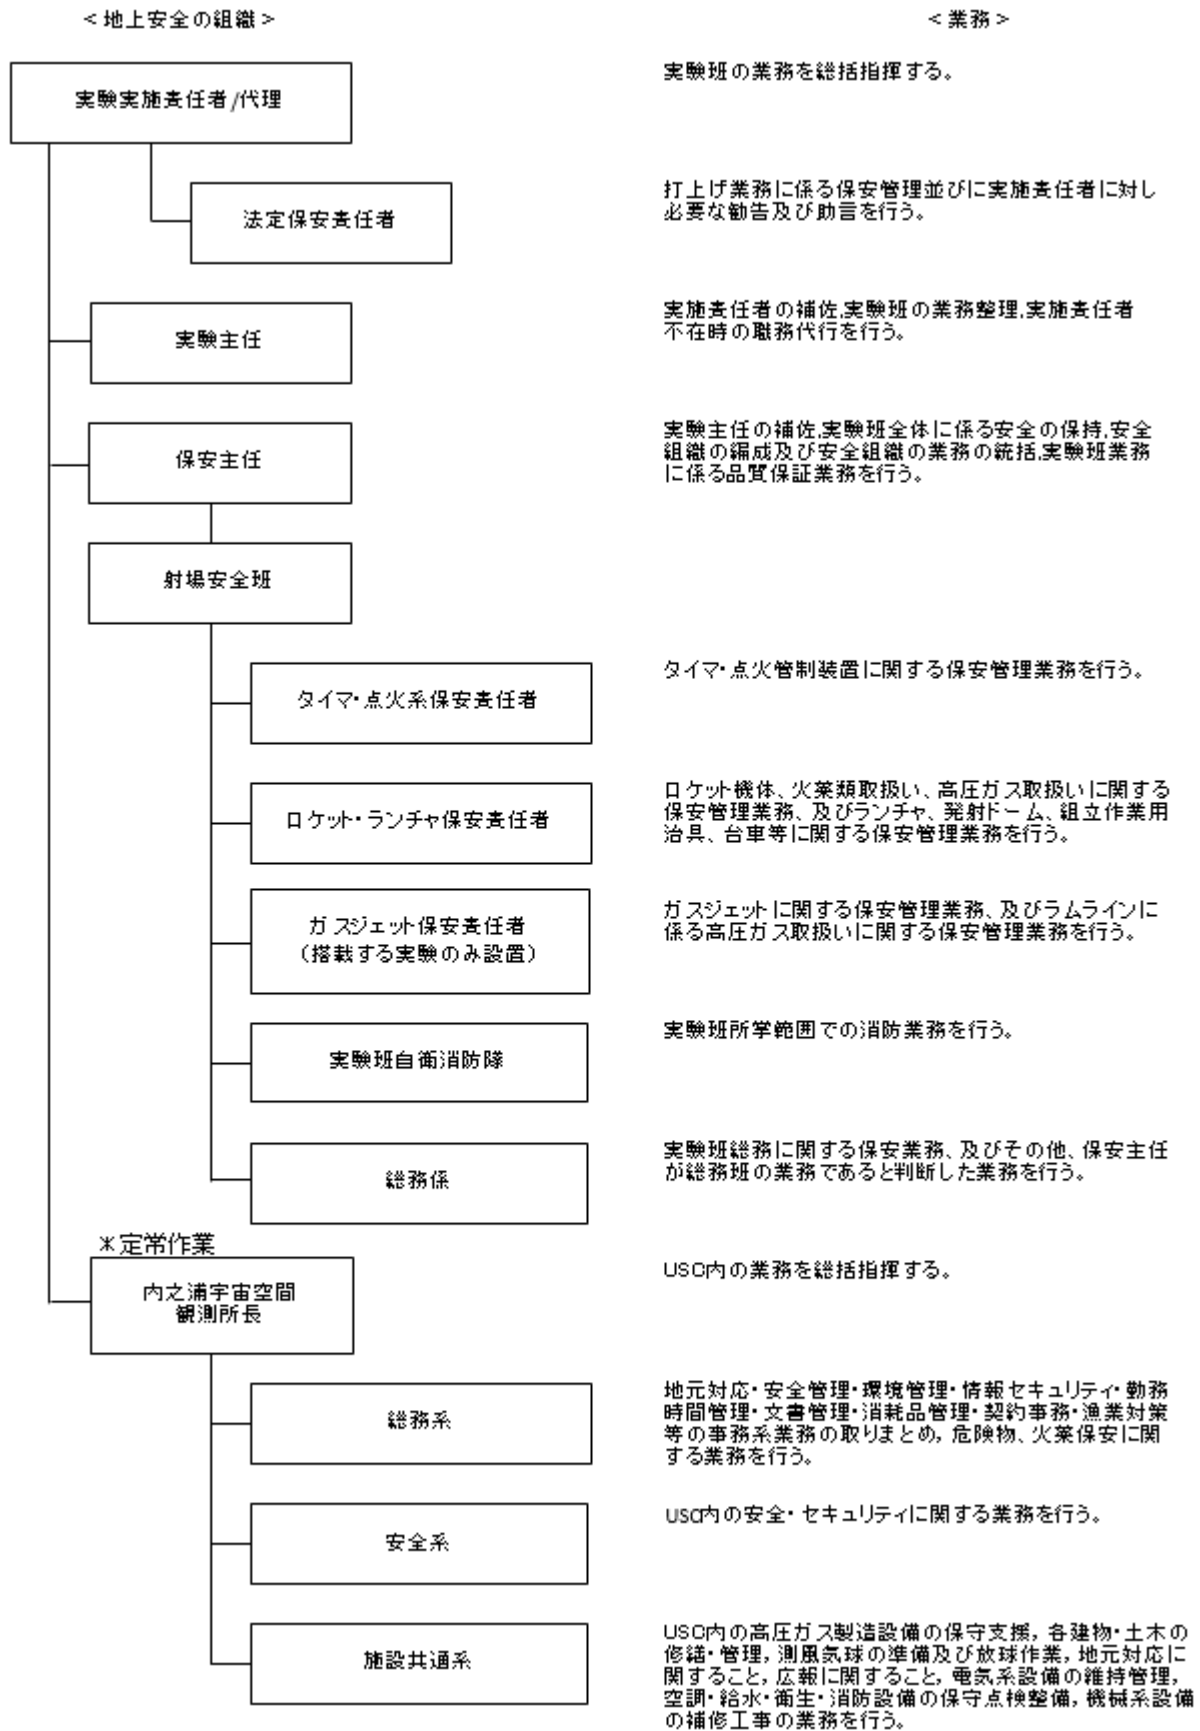 ＜地上安全の組織＞
＜業務＞
実験実施責任者/代理
実験班の業務を総括指揮する。
法定保安責任者
打上げ業務に係る保安管理並びに実施責任者に対し
必要な勧告及び助言を行う。
実験主任
実施責任者の補佐,実験班の業務整理,実施責任者
不在時の職務代行を行う。
保安主任
実験主任の補佐,実験班全体に係る安全の保持,安全
組織の編成及び安全組織の業務の統括,実験班業務
に係る品質保証業務を行う。
射場安全班
タイマ・点火系保安責任者
タイマ・点火管制装置に関する保安管理業務を行う。
ロケット・ランチャ保安責任者
ロケット機体、火薬類取扱い、高圧ガス取扱いに関する
保安管理業務、及びランチャ、発射ドーム、組立作業用
治具、台車等に関する保安管理業務を行う。
ガスジェット保安責任者
（搭載する実験のみ設置）
ガスジェットに関する保安管理業務、及びラムラインに
係る高圧ガス取扱いに関する保安管理業務を行う。
実験班自衛消防隊
実験班所掌範囲での消防業務を行う。
総務係
実験班総務に関する保安業務、及びその他、保安主任
が総務班の業務であると判断した業務を行う。
＊定常作業
内之浦宇宙空間
観測所長
USC内の業務を総括指揮する。
総務系
地元対応・安全管理・環境管理・情報セキュリティ・勤務
時間管理・文書管理・消耗品管理・契約事務・漁業対策
等の事務系業務の取りまとめ, 危険物、火薬保安に関
する業務を行う。
安全系
USC内の安全・セキュリティに関する業務を行う。
施設共通系
USC内の高圧ガス製造設備の保守支援, 各建物・土木の
修繕・管理, 測風気球の準備及び放球作業, 地元対応に
関すること, 広報に関すること, 電気系設備の維持管理,
空調・給水・衛生・消防設備の保守点検整備, 機械系設備
の補修工事の業務を行う。